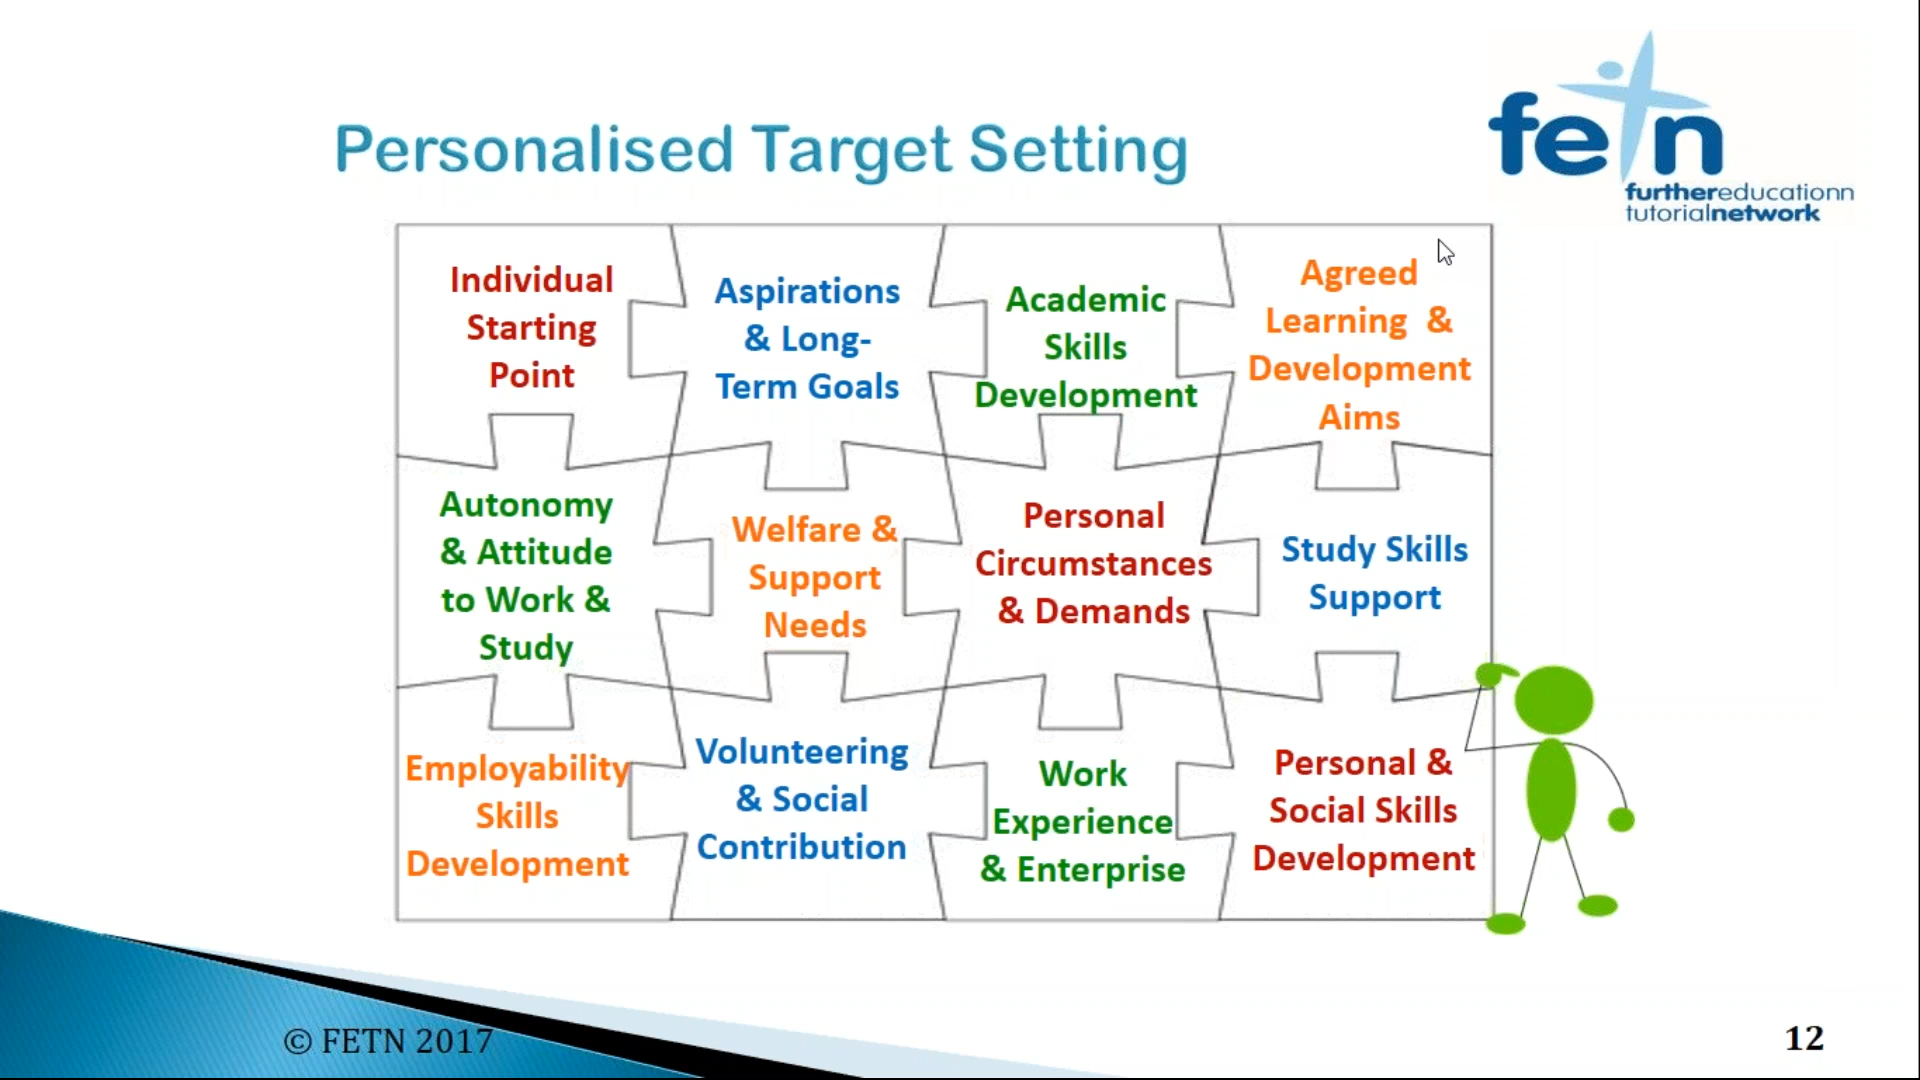 Personalised Target Setting
fetn
furthereducationn
tutorialnetwork
Individual
Starting
Point
Aspirations
& Long-
Term Goals
Academic
Skills
Development
Agreed
Learning &
Development
Aims
Autonomy
& Attitude
to Work &
Study
Welfare &
Support
Needs
Personal
Circumstances
& Demands
Study Skills
Support
Employability
Skills
Development
Volunteering
& Social
Contribution
Work
Experience
& Enterprise
Personal &
Social Skills
Development
© FETN 2017
12